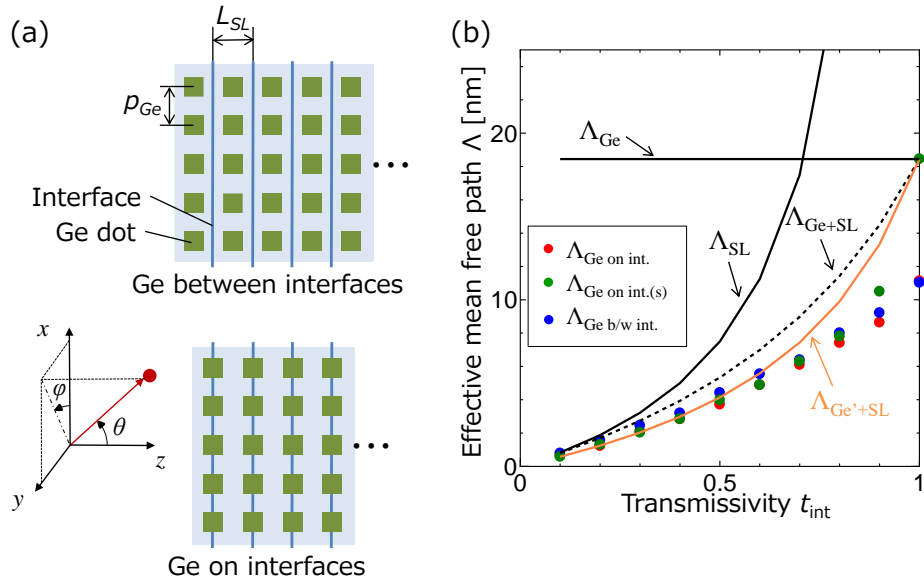 (a)
L_SL
p_Ge
Interface
Ge dot
Ge between interfaces
x
φ
θ
z
y
Ge on interfaces
(b)
Effective mean free path Λ [nm]
20
10
0
Λ_Ge
Λ_SL
Λ_Ge+SL
Λ_Ge on int.
Λ_Ge on int.(s)
Λ_Ge b/w int.
Λ_Ge'+SL
0
0.5
1
Transmissivity t_int